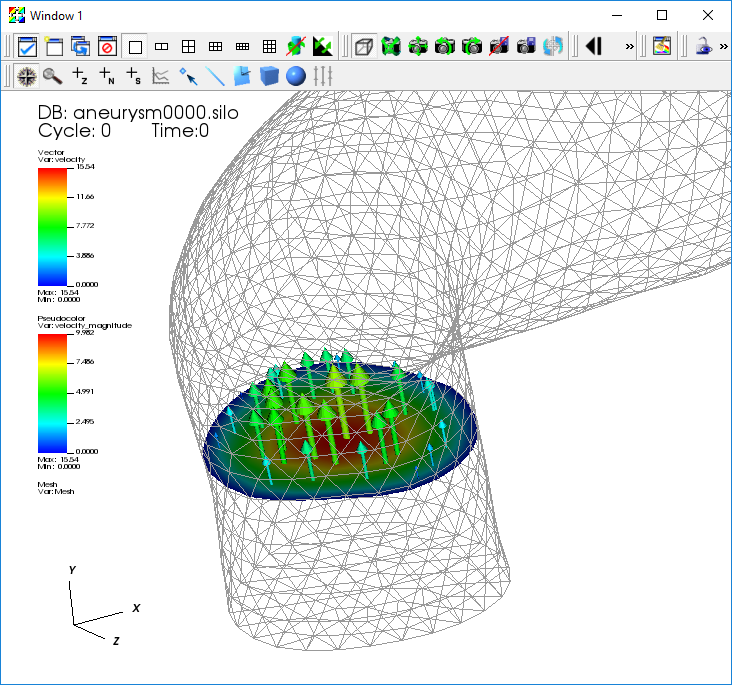 Window 1
»
»
Z
N
S
DB: aneurysm0000.silo
Cycle: 0 Time:0
Vector
Var: velocity
15.54
11.66
7.772
3.886
0.0000
Max: 15.54
Min: 0.0000
Pseudocolor
Var: velocity_magnitude
9.982
7.486
4.991
2.495
0.0000
Max: 15.54
Min: 0.0000
Mesh
Var: Mesh
Y
X
Z